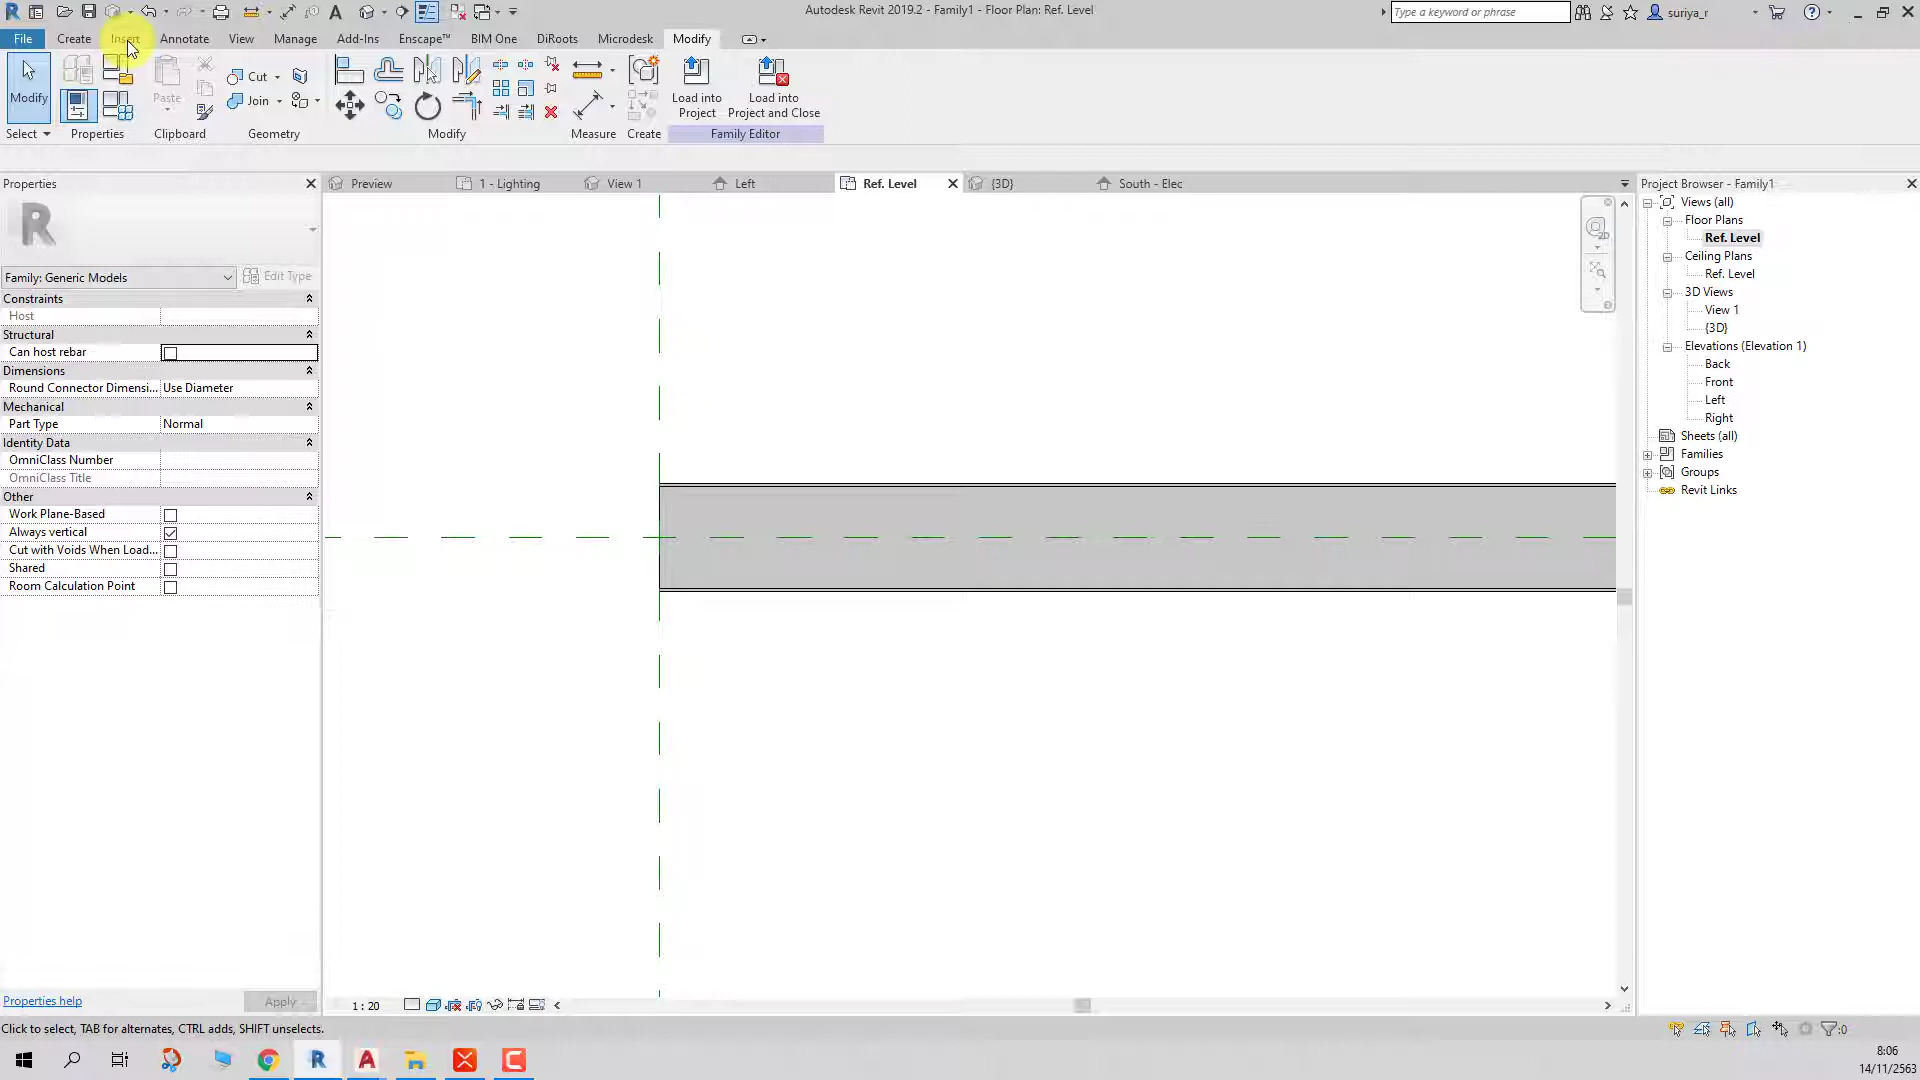 Autodesk Revit 2019.2 - Family1 - Floor Plan: Ref. Level
Type a keyword or phrase
suriya_r
File Create Insert Annotate View Manage Add-Ins Enscape™ BIM One DiRoots Microdesk Modify
Modify
Paste
Cut
Join
Load into Project
Load into Project and Close
Select Properties Clipboard Geometry Modify Measure Create Family Editor
Properties
Preview 1 - Lighting View 1 Left Ref. Level {3D} South - Elec
Project Browser - Family1
Family: Generic Models
Edit Type
Constraints
Host
Structural
Can host rebar
Dimensions
Round Connector Dimensi... Use Diameter
Mechanical
Part Type Normal
Identity Data
OmniClass Number
OmniClass Title
Other
Work Plane-Based
Always vertical
Cut with Voids When Load...
Shared
Room Calculation Point
Views (all)
Floor Plans
Ref. Level
Ceiling Plans
Ref. Level
3D Views
View 1
{3D}
Elevations (Elevation 1)
Back
Front
Left
Right
Sheets (all)
Families
Groups
Revit Links
2D
Properties help
Apply
1 : 20
Click to select, TAB for alternates, CTRL adds, SHIFT unselects.
:0
8:06
14/11/2563